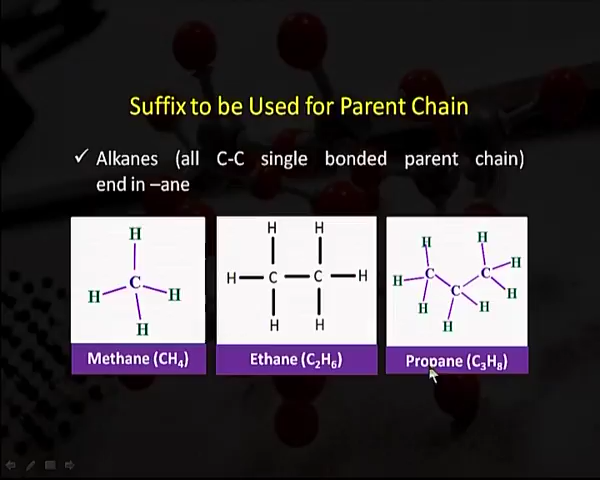 Suffix to be Used for Parent Chain
✓ Alkanes (all C-C single bonded parent chain)
end in –ane
H
H C H
H
H H
H C C H
H H
H H
H C C H
C
H H H
H
Methane (CH₄)
Ethane (C₂H₆)
Propane (C₃H₈)